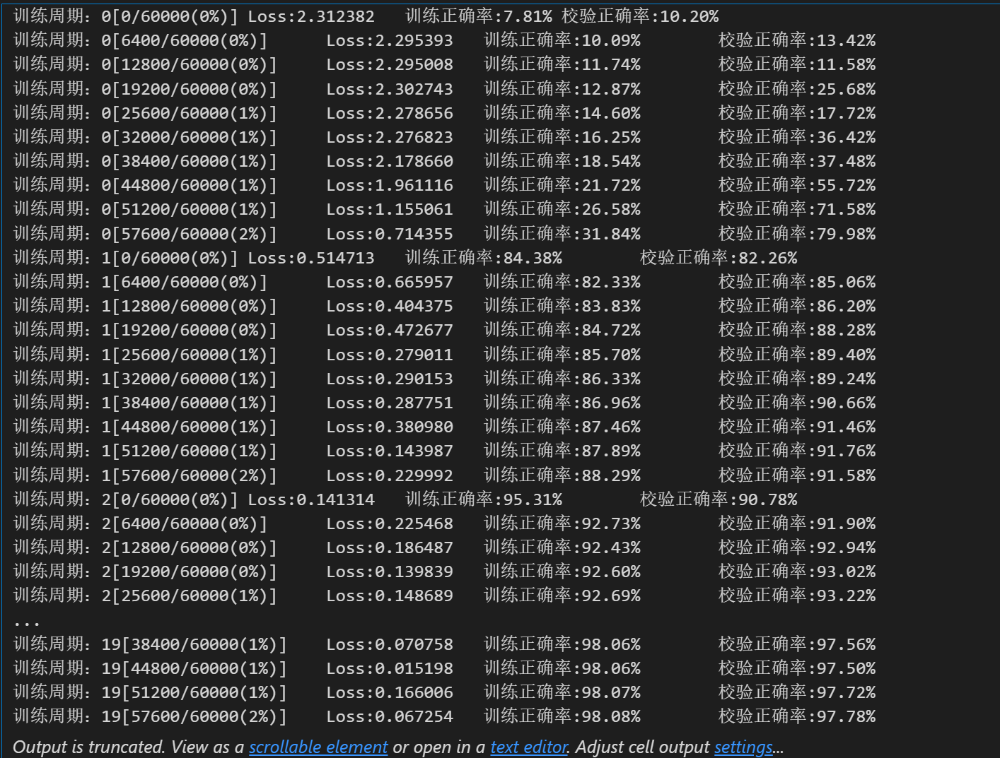 训练周期: 0[0/60000(0%)] Loss:2.312382 训练正确率:7.81% 校验正确率:10.20%
训练周期: 0[6400/60000(0%)] Loss:2.295393 训练正确率:10.09% 校验正确率:13.42%
训练周期: 0[12800/60000(0%)] Loss:2.295008 训练正确率:11.74% 校验正确率:11.58%
训练周期: 0[19200/60000(0%)] Loss:2.302743 训练正确率:12.87% 校验正确率:25.68%
训练周期: 0[25600/60000(1%)] Loss:2.278656 训练正确率:14.60% 校验正确率:17.72%
训练周期: 0[32000/60000(1%)] Loss:2.276823 训练正确率:16.25% 校验正确率:36.42%
训练周期: 0[38400/60000(1%)] Loss:2.178660 训练正确率:18.54% 校验正确率:37.48%
训练周期: 0[44800/60000(1%)] Loss:1.961116 训练正确率:21.72% 校验正确率:55.72%
训练周期: 0[51200/60000(1%)] Loss:1.155061 训练正确率:26.58% 校验正确率:71.58%
训练周期: 0[57600/60000(2%)] Loss:0.714355 训练正确率:31.84% 校验正确率:79.98%
训练周期: 1[0/60000(0%)] Loss:0.514713 训练正确率:84.38% 校验正确率:82.26%
训练周期: 1[6400/60000(0%)] Loss:0.665957 训练正确率:82.33% 校验正确率:85.06%
训练周期: 1[12800/60000(0%)] Loss:0.404375 训练正确率:83.83% 校验正确率:86.20%
训练周期: 1[19200/60000(0%)] Loss:0.472677 训练正确率:84.72% 校验正确率:88.28%
训练周期: 1[25600/60000(1%)] Loss:0.279011 训练正确率:85.70% 校验正确率:89.40%
训练周期: 1[32000/60000(1%)] Loss:0.290153 训练正确率:86.33% 校验正确率:89.24%
训练周期: 1[38400/60000(1%)] Loss:0.287751 训练正确率:86.96% 校验正确率:90.66%
训练周期: 1[44800/60000(1%)] Loss:0.380980 训练正确率:87.46% 校验正确率:91.46%
训练周期: 1[51200/60000(1%)] Loss:0.143987 训练正确率:87.89% 校验正确率:91.76%
训练周期: 1[57600/60000(2%)] Loss:0.229992 训练正确率:88.29% 校验正确率:91.58%
训练周期: 2[0/60000(0%)] Loss:0.141314 训练正确率:95.31% 校验正确率:90.78%
训练周期: 2[6400/60000(0%)] Loss:0.225468 训练正确率:92.73% 校验正确率:91.90%
训练周期: 2[12800/60000(0%)] Loss:0.186487 训练正确率:92.43% 校验正确率:92.94%
训练周期: 2[19200/60000(0%)] Loss:0.139839 训练正确率:92.60% 校验正确率:93.02%
训练周期: 2[25600/60000(1%)] Loss:0.148689 训练正确率:92.69% 校验正确率:93.22%
...
训练周期: 19[38400/60000(1%)] Loss:0.070758 训练正确率:98.06% 校验正确率:97.56%
训练周期: 19[44800/60000(1%)] Loss:0.015198 训练正确率:98.06% 校验正确率:97.50%
训练周期: 19[51200/60000(1%)] Loss:0.166006 训练正确率:98.07% 校验正确率:97.72%
训练周期: 19[57600/60000(2%)] Loss:0.067254 训练正确率:98.08% 校验正确率:97.78%
Output is truncated. View as a scrollable element or open in a text editor. Adjust cell output settings...